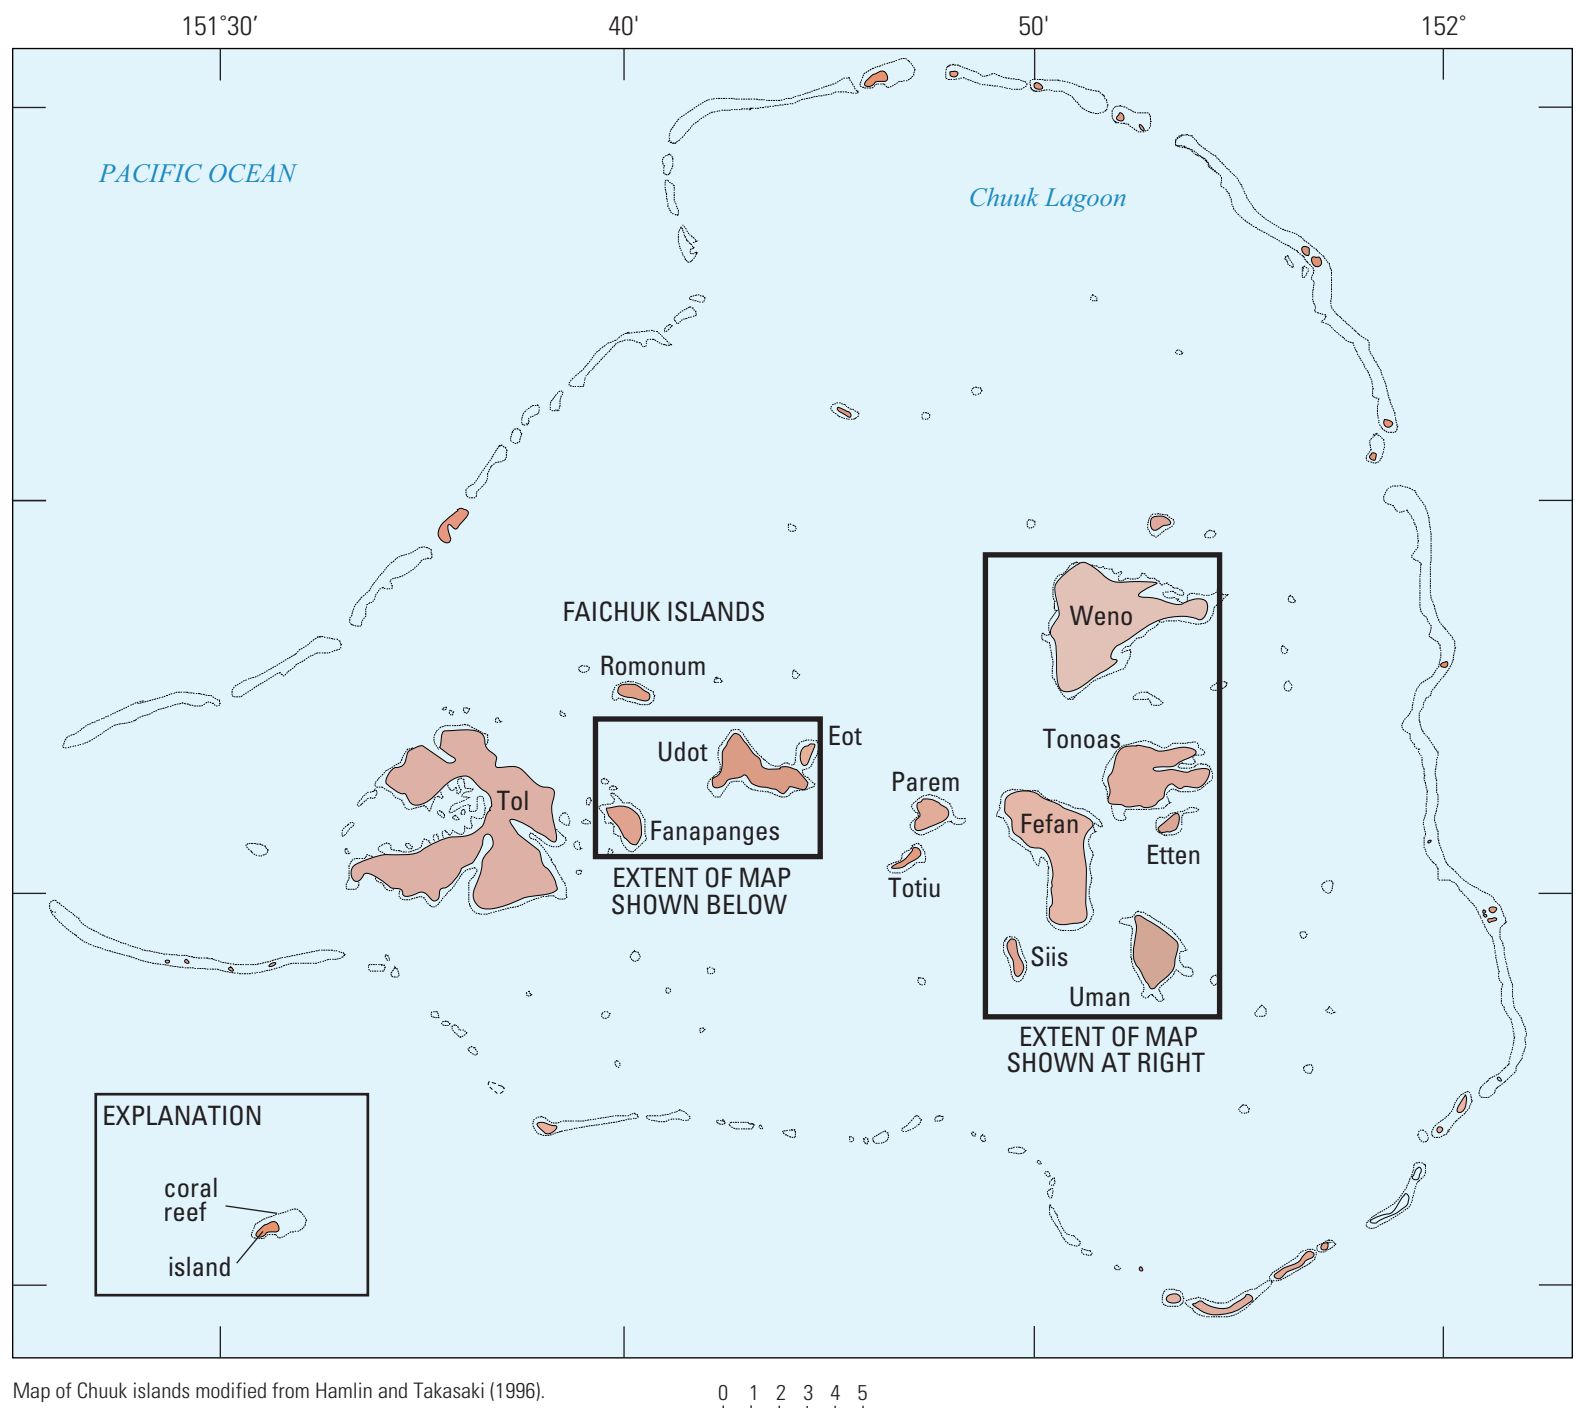 151°30′
40'
50'
152°
PACIFIC OCEAN
Chuuk Lagoon
FAICHUK ISLANDS
Weno
Romonum
Eot
Udot
Tonoas
Parem
Tol
Fefan
Fanapanges
Etten
EXTENT OF MAP
SHOWN BELOW
Totiu
Siis
Uman
EXTENT OF MAP
SHOWN AT RIGHT
EXPLANATION
coral
reef
island
Map of Chuuk islands modified from Hamlin and Takasaki (1996).
0 1 2 3 4 5